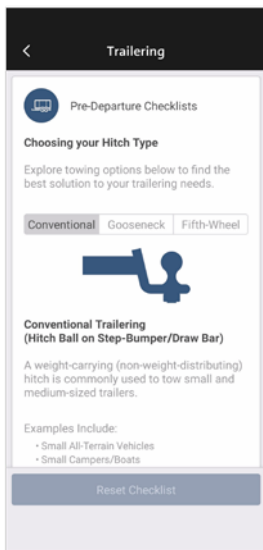 Trailering
Pre-Departure Checklists
Choosing your Hitch Type
Explore towing options below to find the
best solution to your trailering needs.
Conventional Gooseneck Fifth-Wheel
Conventional Trailering
(Hitch Ball on Step-Bumper/Draw Bar)
A weight-carrying (non-weight-distributing)
hitch is commonly used to tow small and
medium-sized trailers.
Examples Include:
• Small All-Terrain Vehicles
• Small Campers/Boats
Reset Checklist